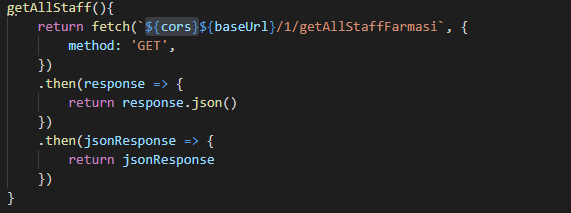 getAllStaff(){
return fetch(`${cors}${baseUrl}/1/getAllStaffFarmasi`, {
method: 'GET',
})
.then(response => {
return response.json()
})
.then(jsonResponse => {
return jsonResponse
})
}